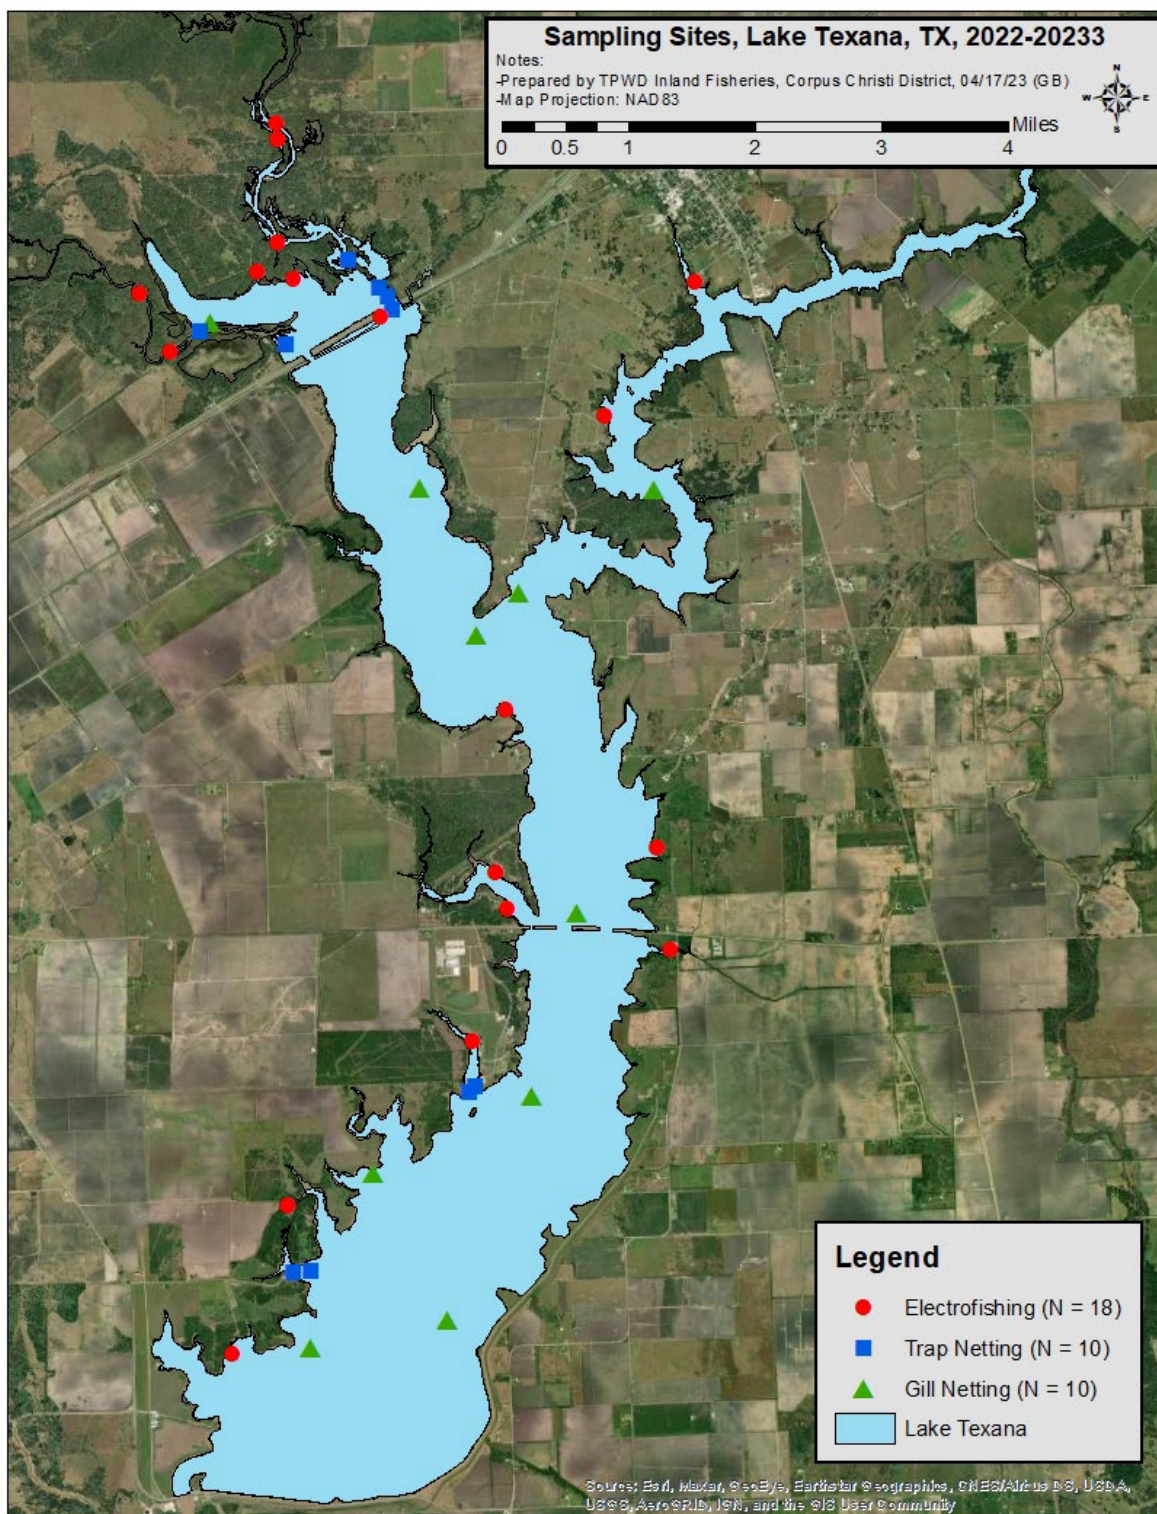 Sampling Sites, Lake Texana, TX, 2022-20233
Notes:
-Prepared by TPWD Inland Fisheries, Corpus Christi District, 04/17/23 (GB)
-Map Projection: NAD83
N
W E
S
Miles
0 0.5 1 2 3 4
Legend
Electrofishing (N = 18)
Trap Netting (N = 10)
Gill Netting (N = 10)
Lake Texana
Source: Esri, Maxar, GeoEye, Earthstar Geographics, CNES/Airbus DS, USDA,
USGS, AeroGRID, IGN, and the GIS User Community